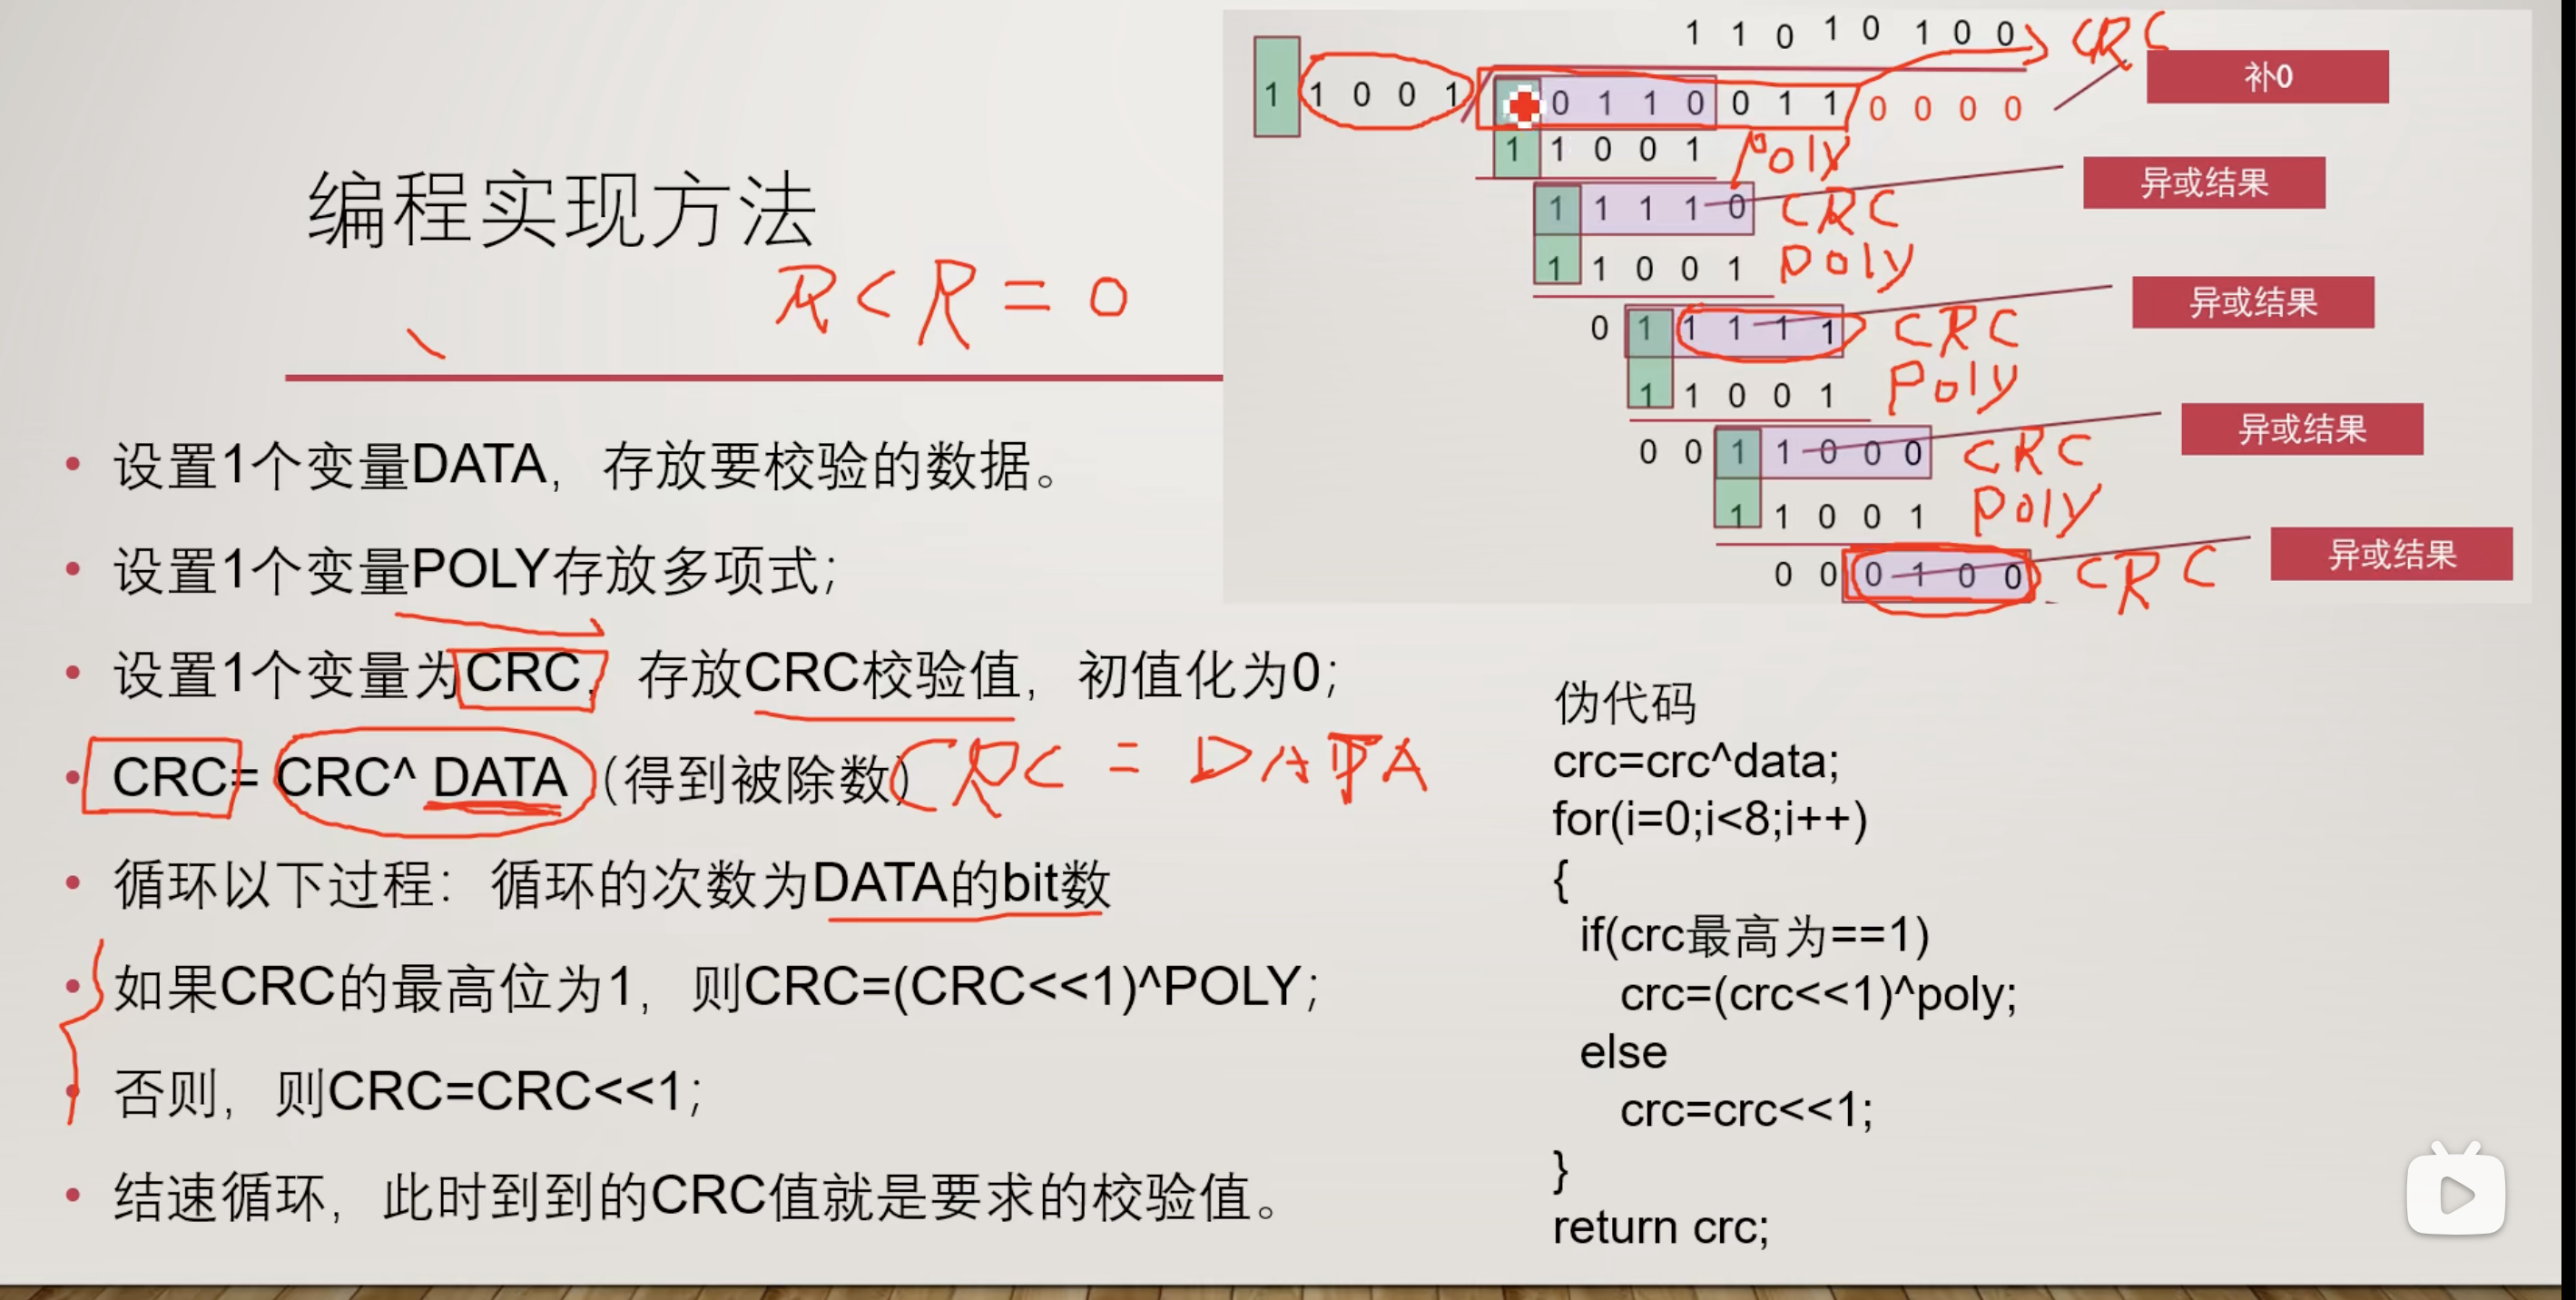 编程实现方法
RCR=0
• 设置1个变量DATA，存放要校验的数据。
• 设置1个变量POLY存放多项式；
• 设置1个变量为CRC，存放CRC校验值，初值化为0；
• CRC= CRC^ DATA（得到被除数） CRC = DATA
• 循环以下过程：循环的次数为DATA的bit数
• 如果CRC的最高位为1，则CRC=(CRC<<1)^POLY；
• 否则，则CRC=CRC<<1；
• 结速循环，此时到到的CRC值就是要求的校验值。
1 1 0 1 0 1 0 0 CRC
补0
1 1 0 0 1 0 1 1 0 0 1 1 0 0 0 0
1 1 0 0 1 Poly
异或结果
1 1 1 1 0 CRC
1 1 0 0 1 Poly
异或结果
0 1 1 1 1 1 CRC
1 1 0 0 1 Poly
异或结果
0 0 1 1 0 0 0 CRC
1 1 0 0 1 Poly
异或结果
0 0 0 1 0 0 CRC
伪代码
crc=crc^data;
for(i=0;i<8;i++)
{
if(crc最高为==1)
crc=(crc<<1)^poly;
else
crc=crc<<1;
}
return crc;